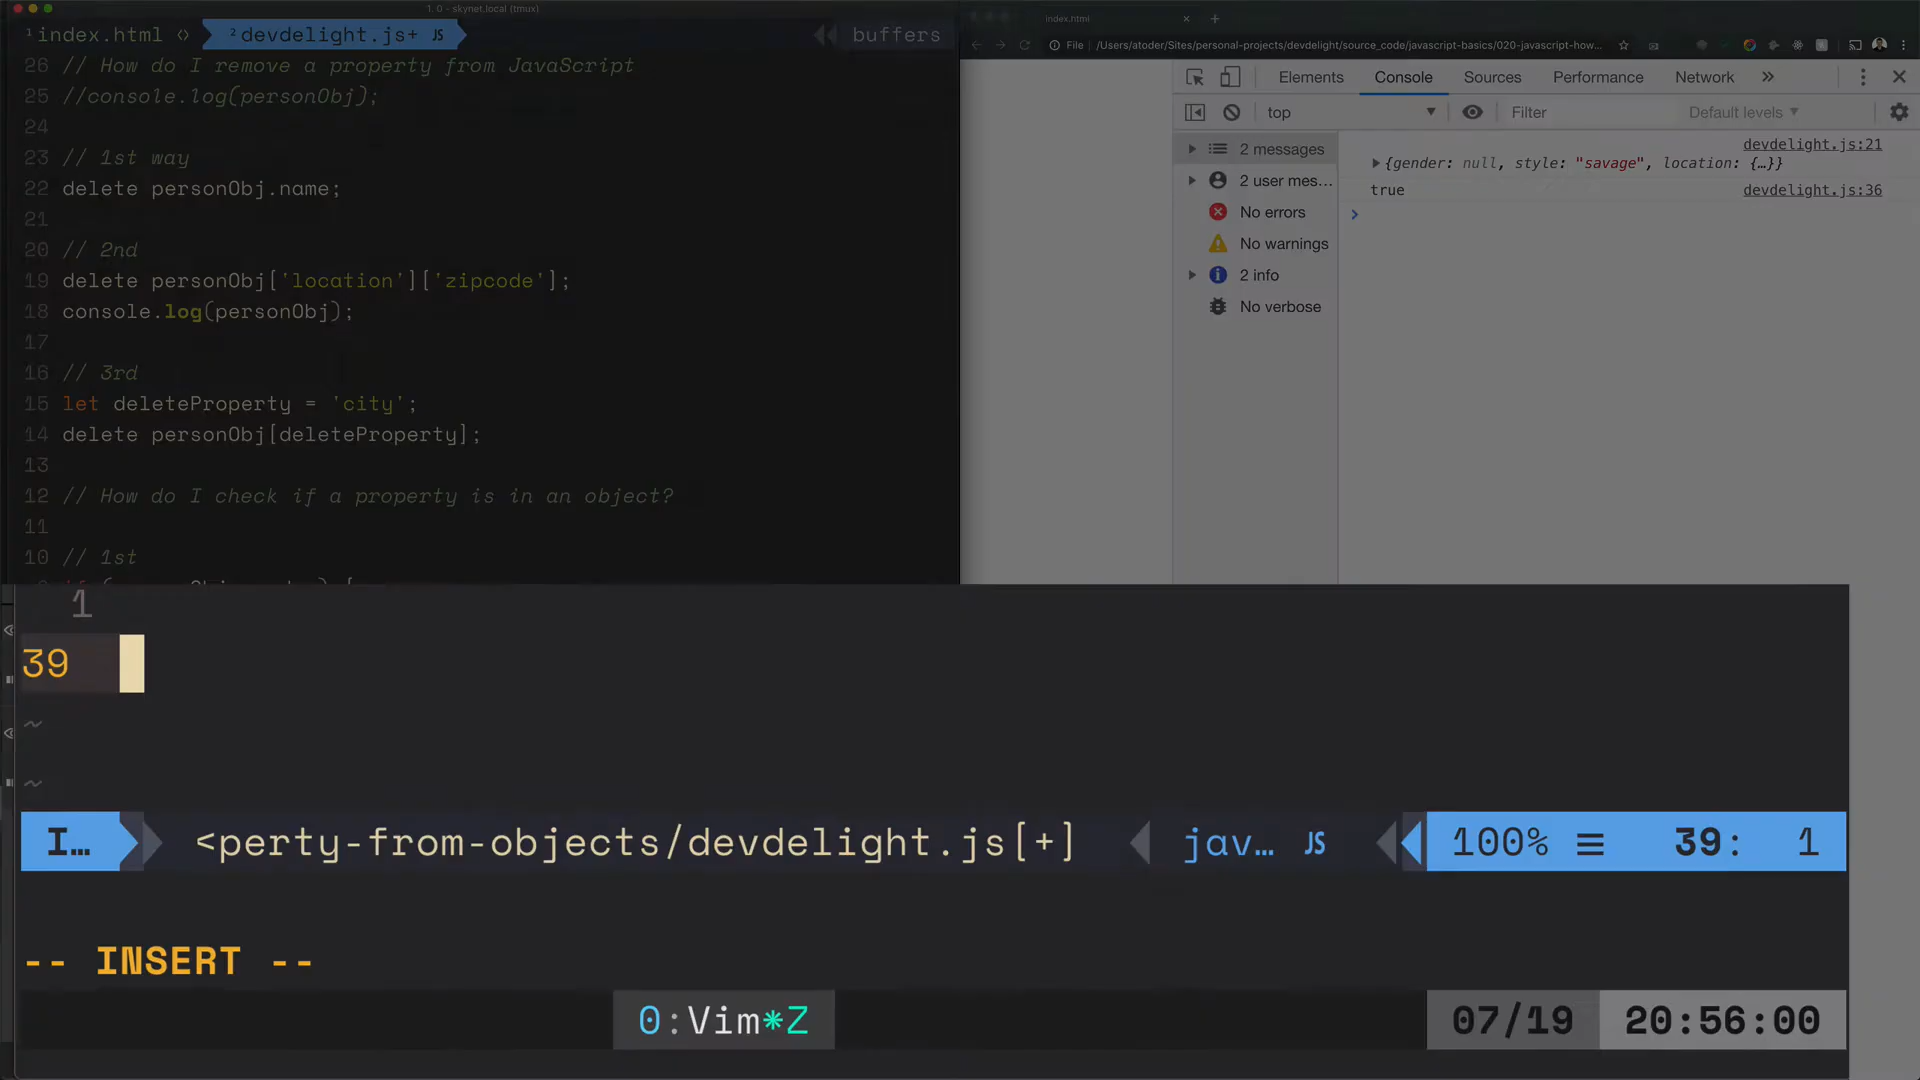 1. 0 - skynet.local (tmux)
1 index.html <> 2 devdelight.js+ JS buffers
26 // How do I remove a property from JavaScript
25 //console.log(personObj);
24
23 // 1st way
22 delete personObj.name;
21
20 // 2nd
19 delete personObj['location']['zipcode'];
18 console.log(personObj);
17
16 // 3rd
15 let deleteProperty = 'city';
14 delete personObj[deleteProperty];
13
12 // How do I check if a property is in an object?
11
10 // 1st
index.html
File /Users/atoder/Sites/personal-projects/devdelight/source_code/javascript-basics/020-javascript-how...
Elements Console Sources Performance Network
top Filter Default levels
2 messages
2 user mes...
No errors
No warnings
2 info
No verbose
devdelight.js:21
{gender: null, style: "savage", location: {…}}
true devdelight.js:36
1
39
~
~
I… <perty-from-objects/devdelight.js[+] jav… JS 100% ≡ 39: 1
-- INSERT --
0:Vim*Z 07/19 20:56:00